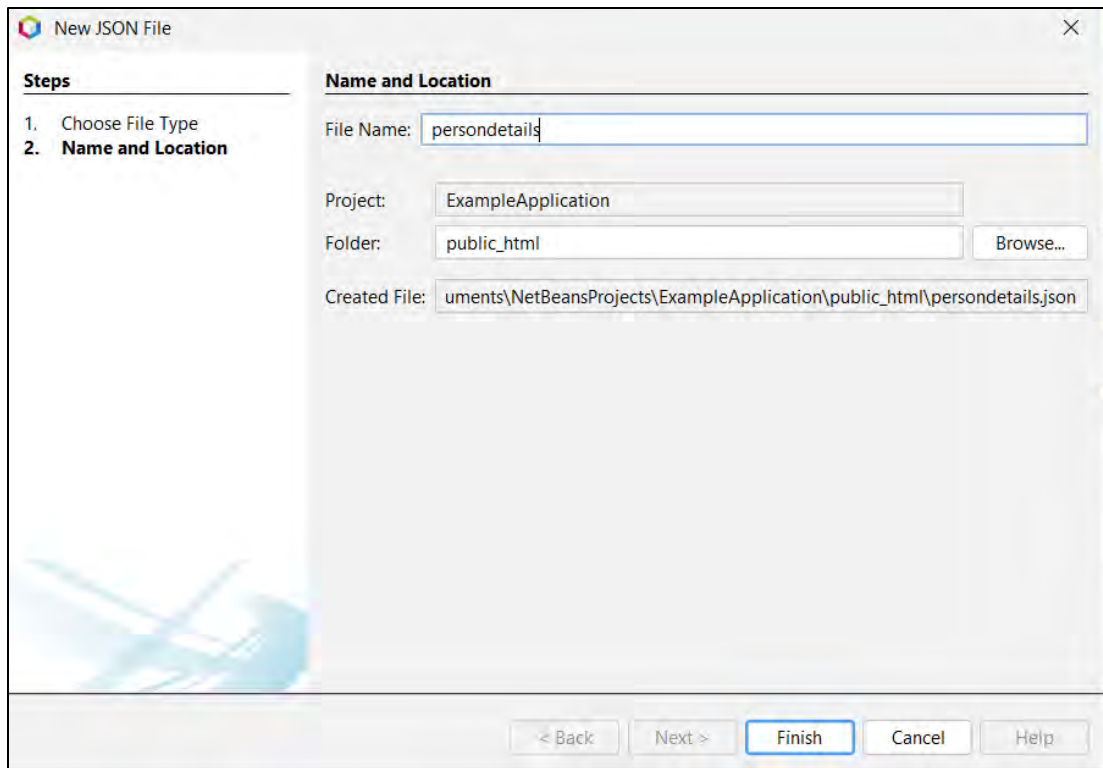 New JSON File
Steps
1. Choose File Type
2. Name and Location
Name and Location
File Name: persondetails
Project: ExampleApplication
Folder: public_html Browse...
Created File: uments\NetBeansProjects\ExampleApplication\public_html\persondetails.json
< Back Next > Finish Cancel Help